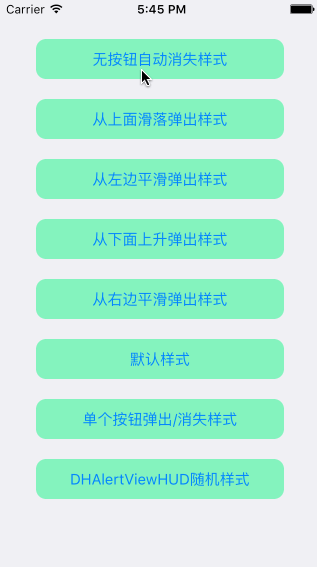 Carrier 5:45 PM
无按钮自动消失样式
从上面滑落弹出样式
从左边平滑弹出样式
从下面上升弹出样式
从右边平滑弹出样式
默认样式
单个按钮弹出/消失样式
DHAlertViewHUD随机样式